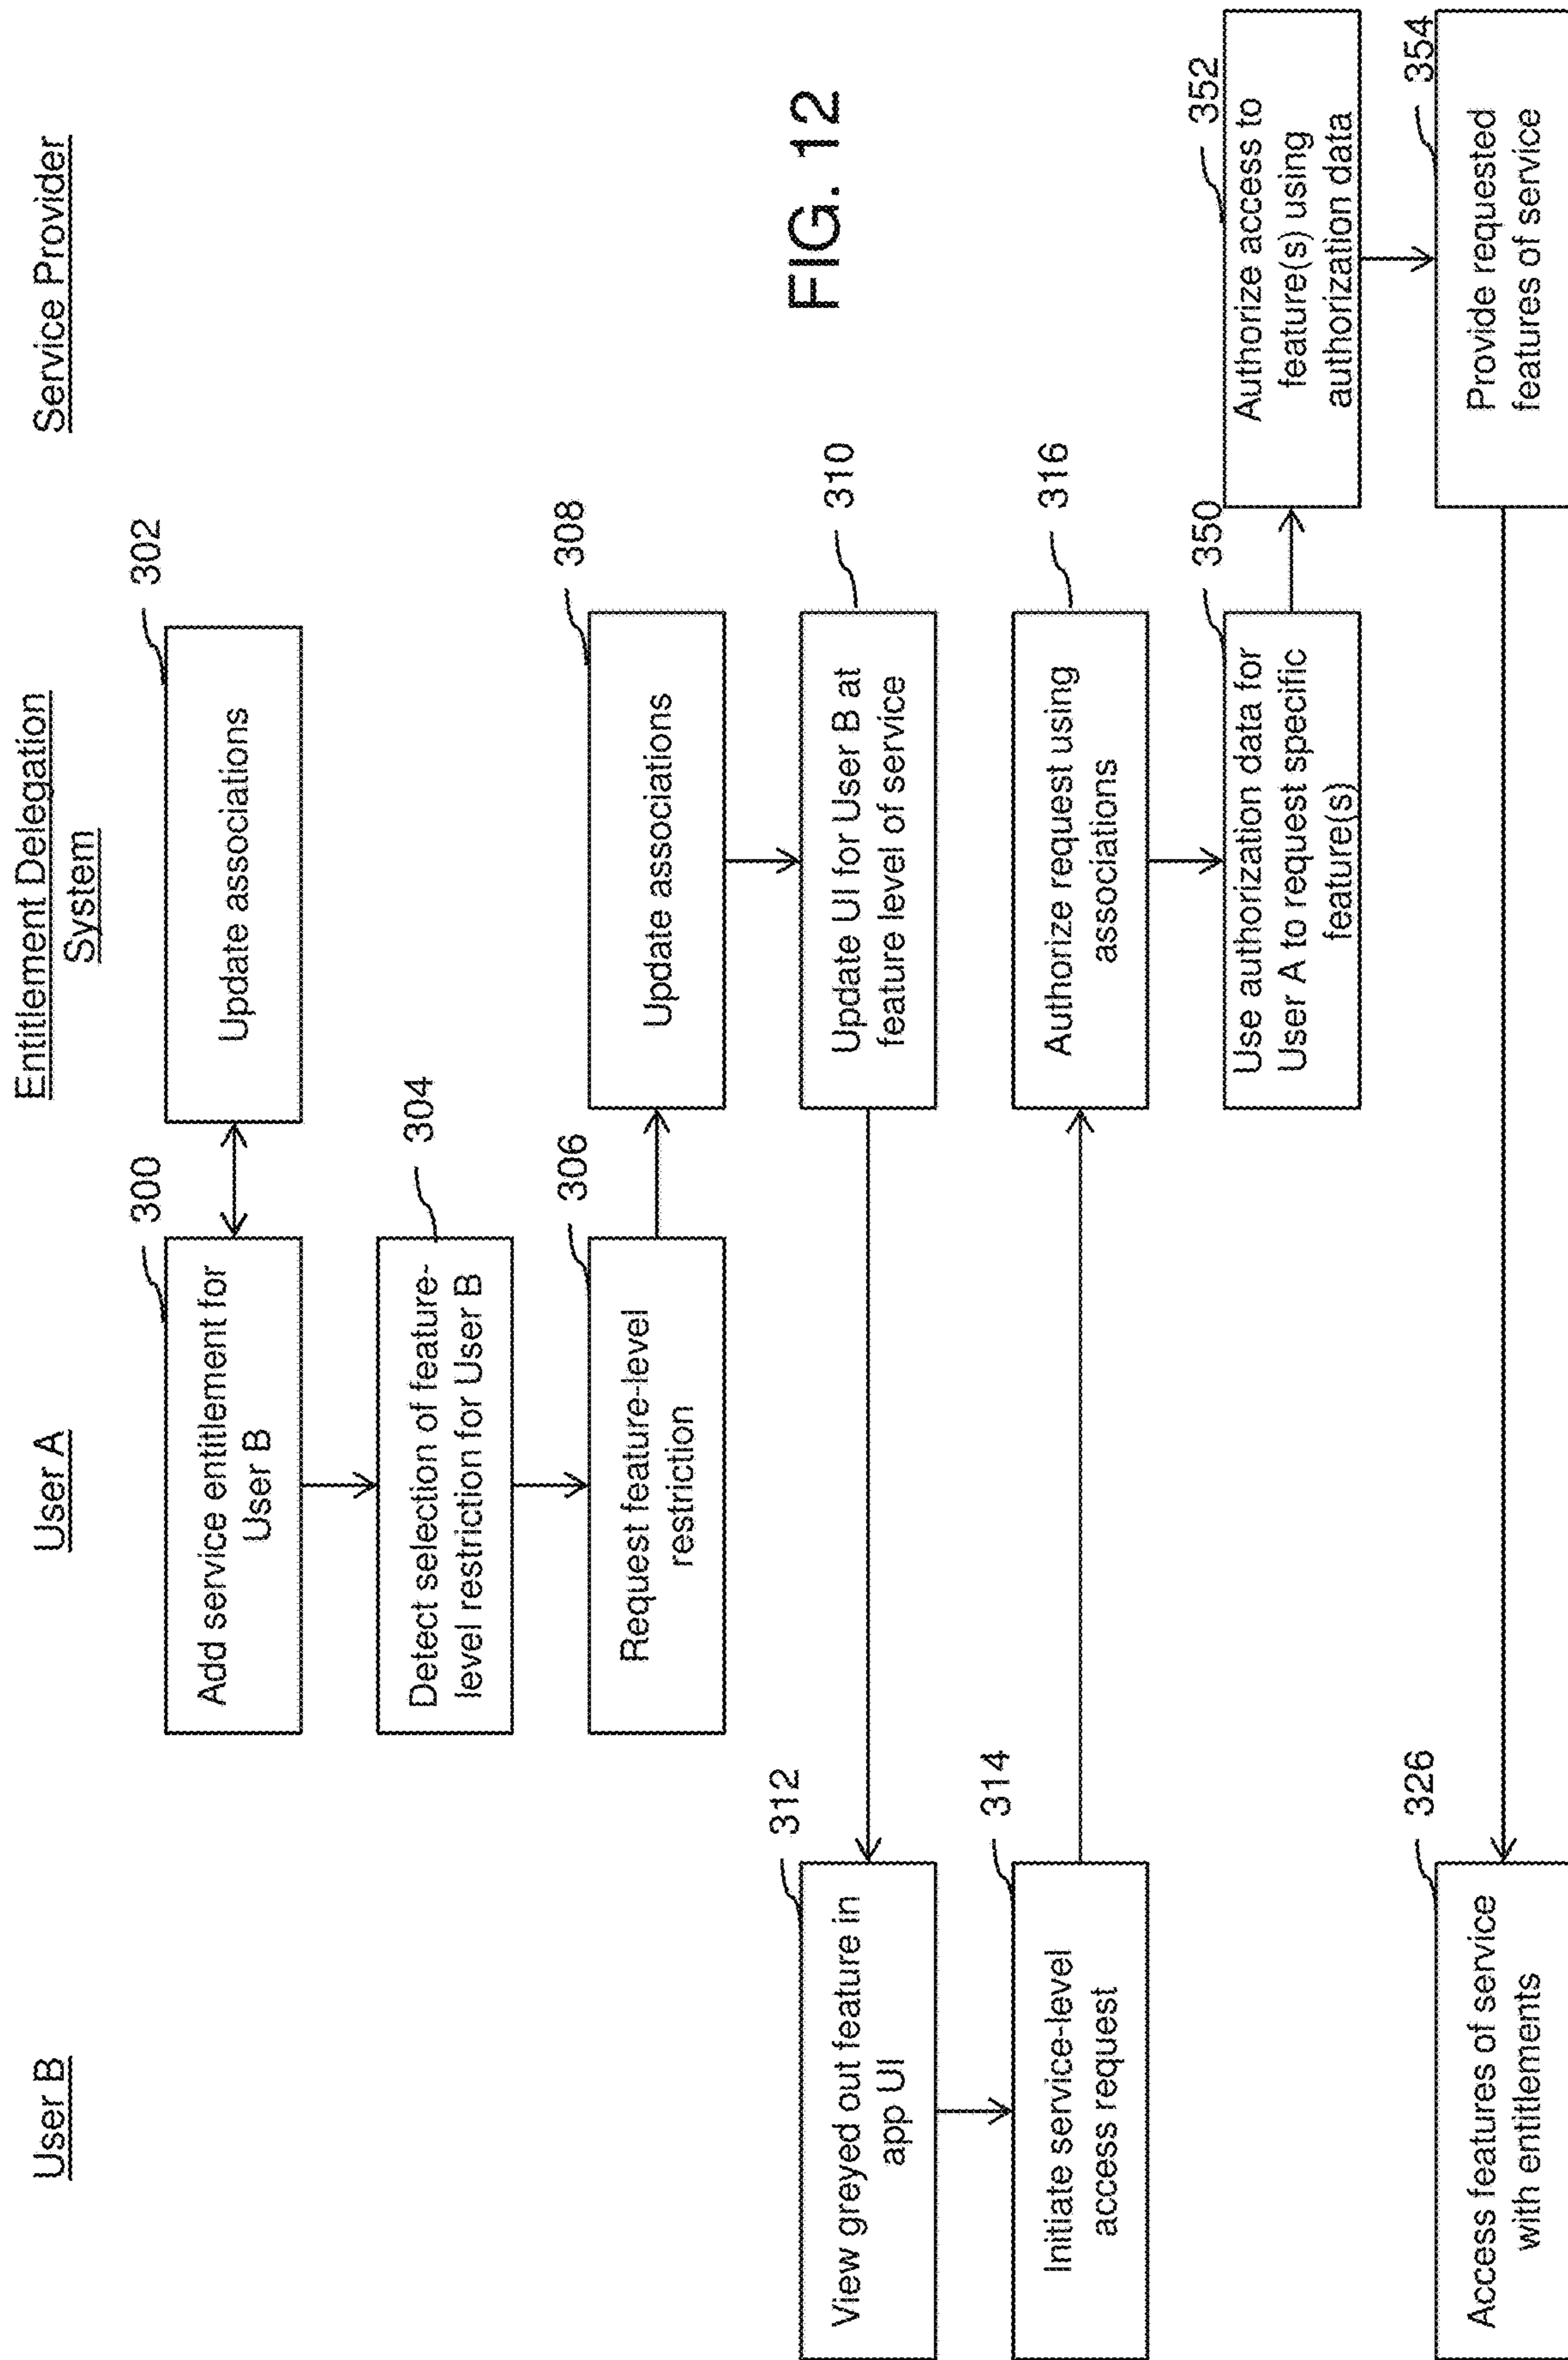 User B
User A
Entitlement Delegation
System
Service Provider
300
Add service entitlement for
User B
302
Update associations
304
Detect selection of feature-
level restriction for User B
306
Request feature-level
restriction
308
Update associations
310
Update UI for User B at
feature level of service
312
View greyed out feature in
app UI
314
Initiate service-level
access request
316
Authorize request using
associations
350
Use authorization data for
User A to request specific
feature(s)
352
Authorize access to
feature(s) using
authorization data
354
Provide requested
features of service
326
Access features of service
with entitlements
FIG. 12